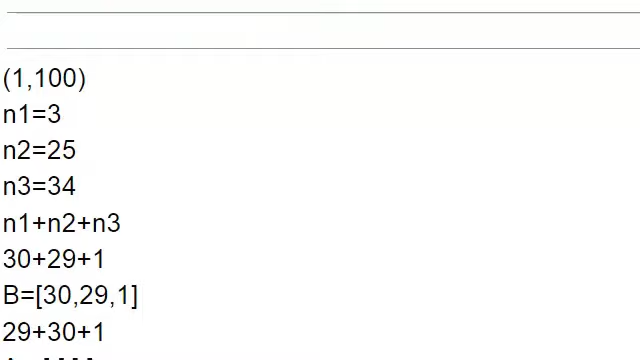 (1,100)
n1=3
n2=25
n3=34
n1+n2+n3
30+29+1
B=[30,29,1]
29+30+1